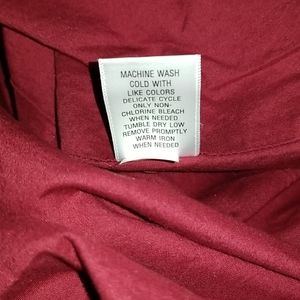 MACHINE WASH
COLD WITH
LIKE COLORS
DELICATE CYCLE
ONLY NON-
CHLORINE BLEACH
WHEN NEEDED
TUMBLE DRY LOW
REMOVE PROMPTLY
WARM IRON
WHEN NEEDED